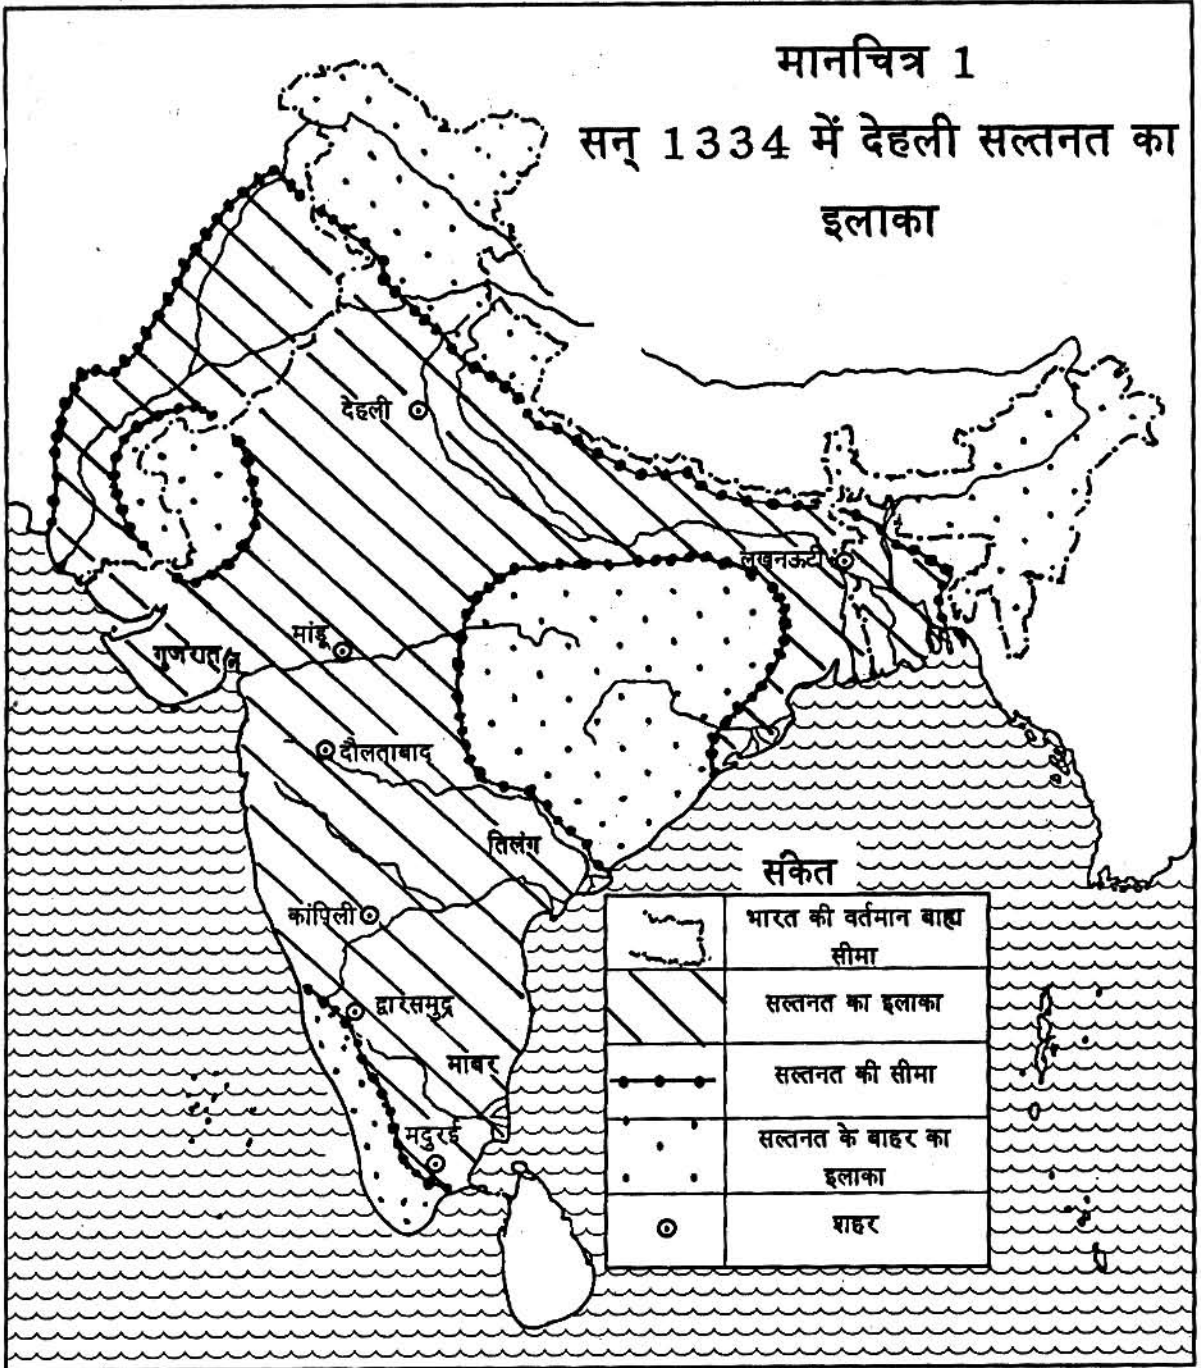 मानचित्र 1
सन् 1334 में देहली सल्तनत का
इलाका
देहली
लखनऊटी
मांडू
गुजरात
दौलताबाद
तिलंग
कांपिली
द्वारसमुद्र
माबर
मदुरई
संकेत
भारत की वर्तमान बाह्य
सीमा
सल्तनत का इलाका
सल्तनत की सीमा
सल्तनत के बाहर का
इलाका
शहर